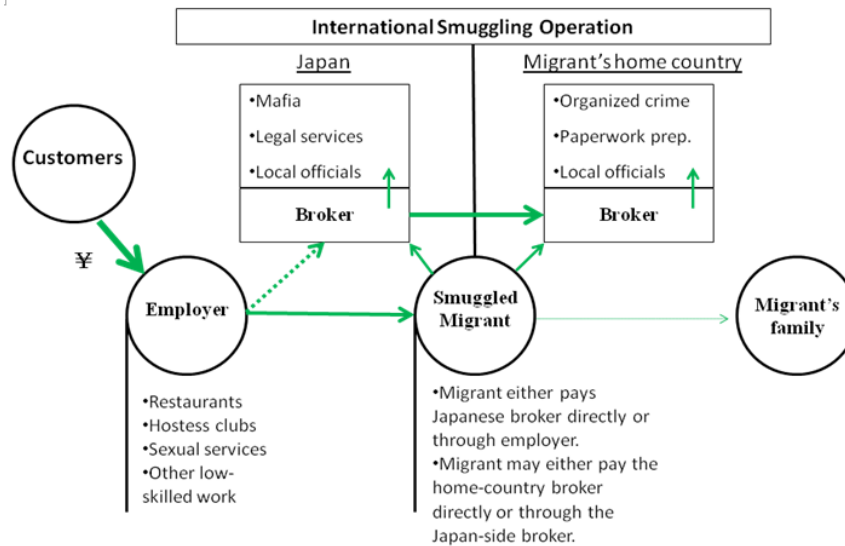 International Smuggling Operation
Japan
Migrant's home country
•Mafia
•Legal services
•Local officials
Broker
•Organized crime
•Paperwork prep.
•Local officials
Broker
Customers
¥
Employer
Smuggled
Migrant
Migrant's
family
•Restaurants
•Hostess clubs
•Sexual services
•Other low-
skilled work
•Migrant either pays
Japanese broker directly or
through employer.
•Migrant may either pay the
home-country broker
directly or through the
Japan-side broker.